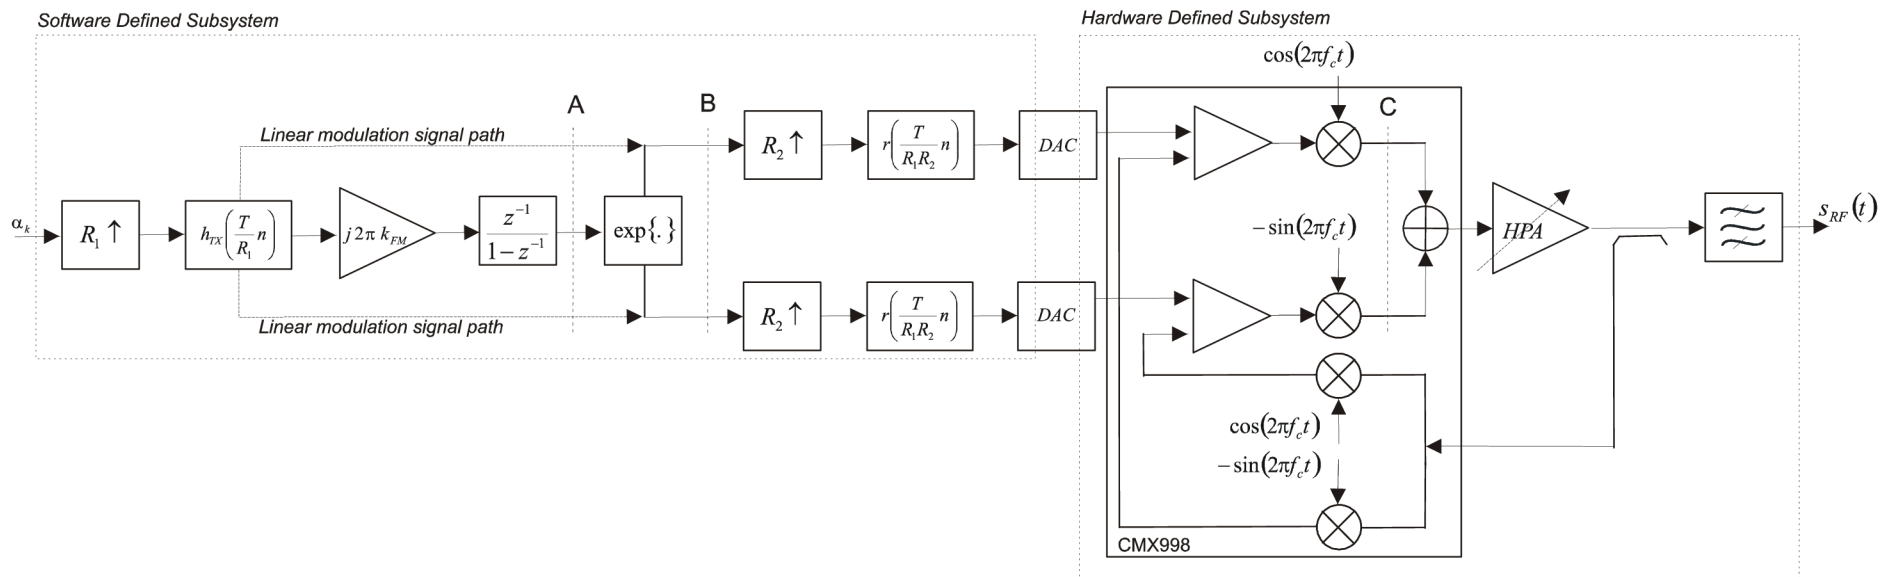 Software Defined Subsystem
Hardware Defined Subsystem
cos(2πf_c t)
A
B
C
Linear modulation signal path
R_2 ↑
r(T/(R_1R_2) n)
DAC
α_k
R_1 ↑
h_TX(T/R_1 n)
j2π k_FM
z^-1/(1−z^-1)
exp{.}
−sin(2πf_c t)
HPA
s_RF(t)
Linear modulation signal path
R_2 ↑
r(T/(R_1R_2) n)
DAC
cos(2πf_c t)
−sin(2πf_c t)
CMX998